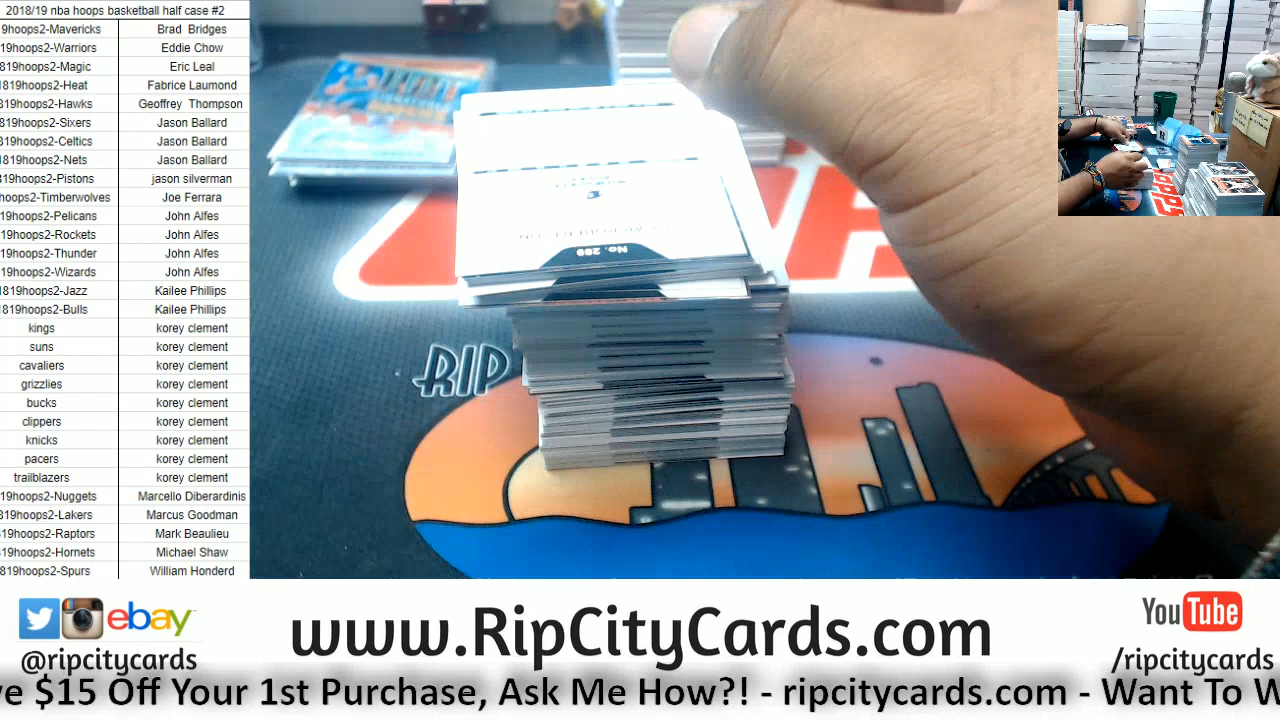 2018/19 nba hoops basketball half case #2
9hoops2-Mavericks Brad Bridges
19hoops2-Warriors Eddie Chow
819hoops2-Magic Eric Leal
1819hoops2-Heat Fabrice Laumond
819hoops2-Hawks Geoffrey Thompson
819hoops2-Sixers Jason Ballard
819hoops2-Celtics Jason Ballard
1819hoops2-Nets Jason Ballard
819hoops2-Pistons jason silverman
hoops2-Timberwolves Joe Ferrara
19hoops2-Pelicans John Alfes
19hoops2-Rockets John Alfes
19hoops2-Thunder John Alfes
19hoops2-Wizards John Alfes
1819hoops2-Jazz Kailee Phillips
1819hoops2-Bulls Kailee Phillips
kings korey clement
suns korey clement
cavaliers korey clement
grizzlies korey clement
bucks korey clement
clippers korey clement
knicks korey clement
pacers korey clement
trailblazers korey clement
19hoops2-Nuggets Marcello Diberardinis
19hoops2-Lakers Marcus Goodman
819hoops2-Raptors Mark Beaulieu
819hoops2-Hornets Michael Shaw
819hoops2-Spurs William Honderd
No. 289
RIP
ebay
@ripcitycards
www.RipCityCards.com
YouTube
/ripcitycards
ve $15 Off Your 1st Purchase, Ask Me How?! - ripcitycards.com - Want To W